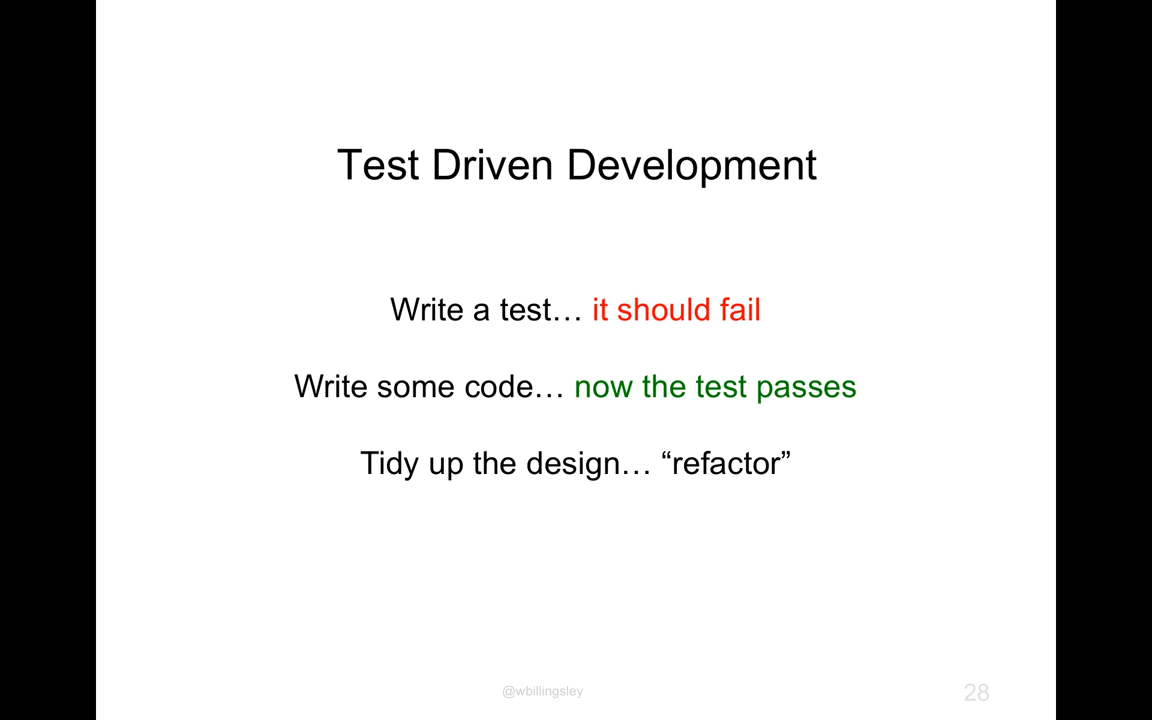 Test Driven Development
Write a test… it should fail
Write some code… now the test passes
Tidy up the design… “refactor”
@wbillingsley
28